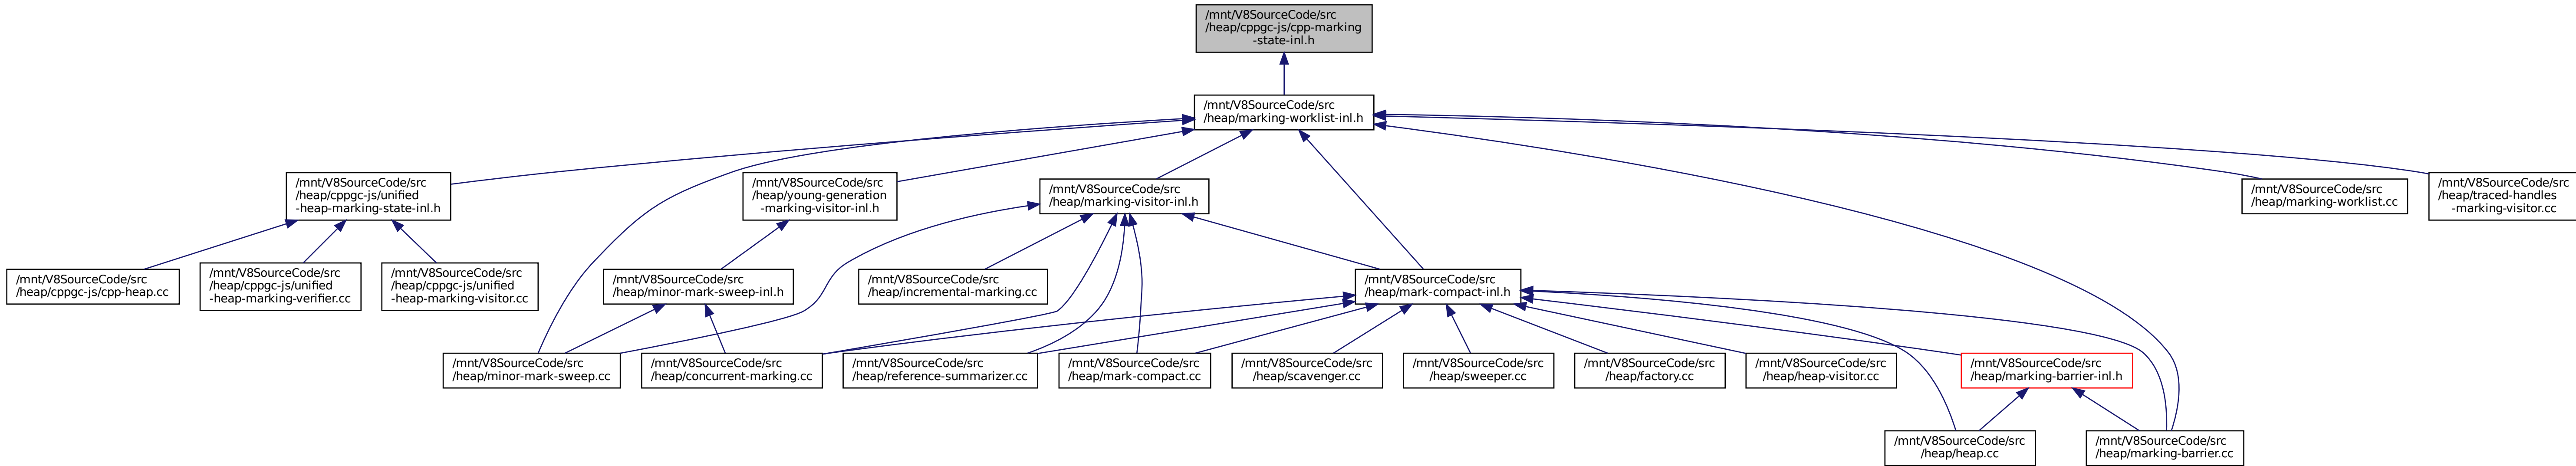 /mnt/V8SourceCode/src
/heap/cppgc-js/cpp-marking
-state-inl.h
/mnt/V8SourceCode/src
/heap/marking-worklist-inl.h
/mnt/V8SourceCode/src
/heap/cppgc-js/unified
-heap-marking-state-inl.h
/mnt/V8SourceCode/src
/heap/young-generation
-marking-visitor-inl.h
/mnt/V8SourceCode/src
/heap/marking-visitor-inl.h
/mnt/V8SourceCode/src
/heap/marking-worklist.cc
/mnt/V8SourceCode/src
/heap/traced-handles
-marking-visitor.cc
/mnt/V8SourceCode/src
/heap/cppgc-js/cpp-heap.cc
/mnt/V8SourceCode/src
/heap/cppgc-js/unified
-heap-marking-verifier.cc
/mnt/V8SourceCode/src
/heap/cppgc-js/unified
-heap-marking-visitor.cc
/mnt/V8SourceCode/src
/heap/minor-mark-sweep-inl.h
/mnt/V8SourceCode/src
/heap/incremental-marking.cc
/mnt/V8SourceCode/src
/heap/mark-compact-inl.h
/mnt/V8SourceCode/src
/heap/minor-mark-sweep.cc
/mnt/V8SourceCode/src
/heap/concurrent-marking.cc
/mnt/V8SourceCode/src
/heap/reference-summarizer.cc
/mnt/V8SourceCode/src
/heap/mark-compact.cc
/mnt/V8SourceCode/src
/heap/scavenger.cc
/mnt/V8SourceCode/src
/heap/sweeper.cc
/mnt/V8SourceCode/src
/heap/factory.cc
/mnt/V8SourceCode/src
/heap/heap-visitor.cc
/mnt/V8SourceCode/src
/heap/marking-barrier-inl.h
/mnt/V8SourceCode/src
/heap/heap.cc
/mnt/V8SourceCode/src
/heap/marking-barrier.cc